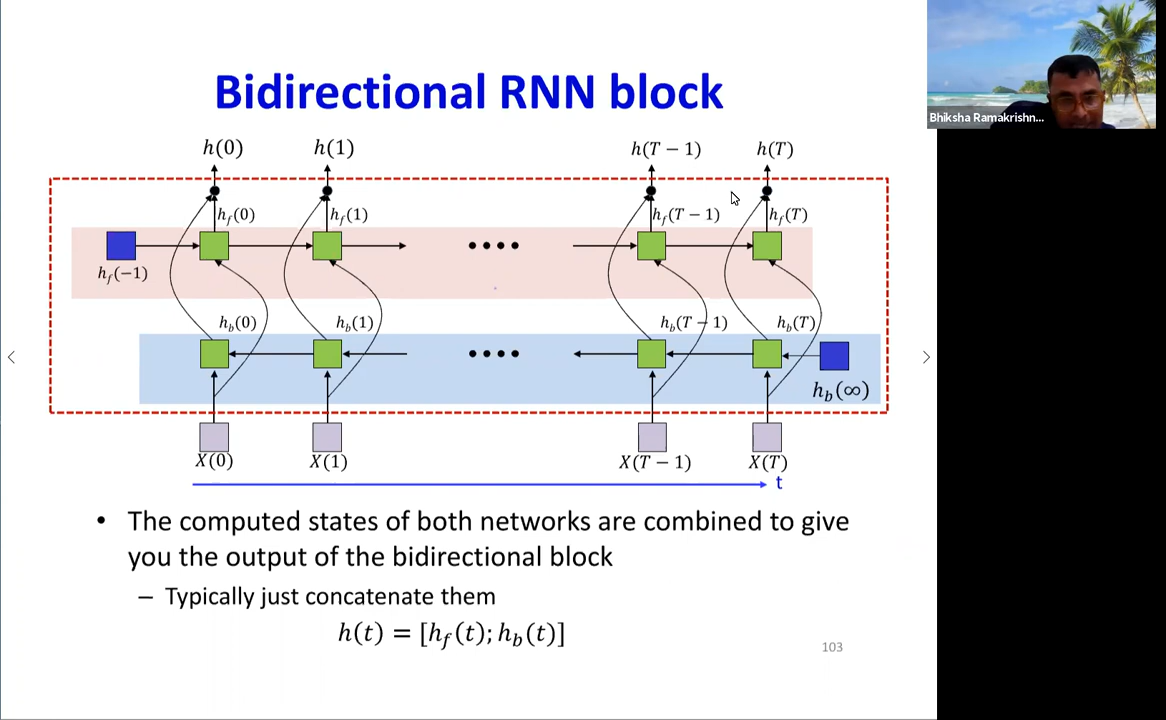 Bidirectional RNN block
Bhiksha Ramakrishn...
h(0) h(1) h(T − 1) h(T)
h_f(0) h_f(1) h_f(T − 1) h_f(T)
h_f(−1)
h_b(0) h_b(1) h_b(T − 1) h_b(T)
h_b(∞)
X(0) X(1) X(T − 1) X(T)
t
• The computed states of both networks are combined to give
you the output of the bidirectional block
– Typically just concatenate them
h(t) = [h_f(t); h_b(t)]
103